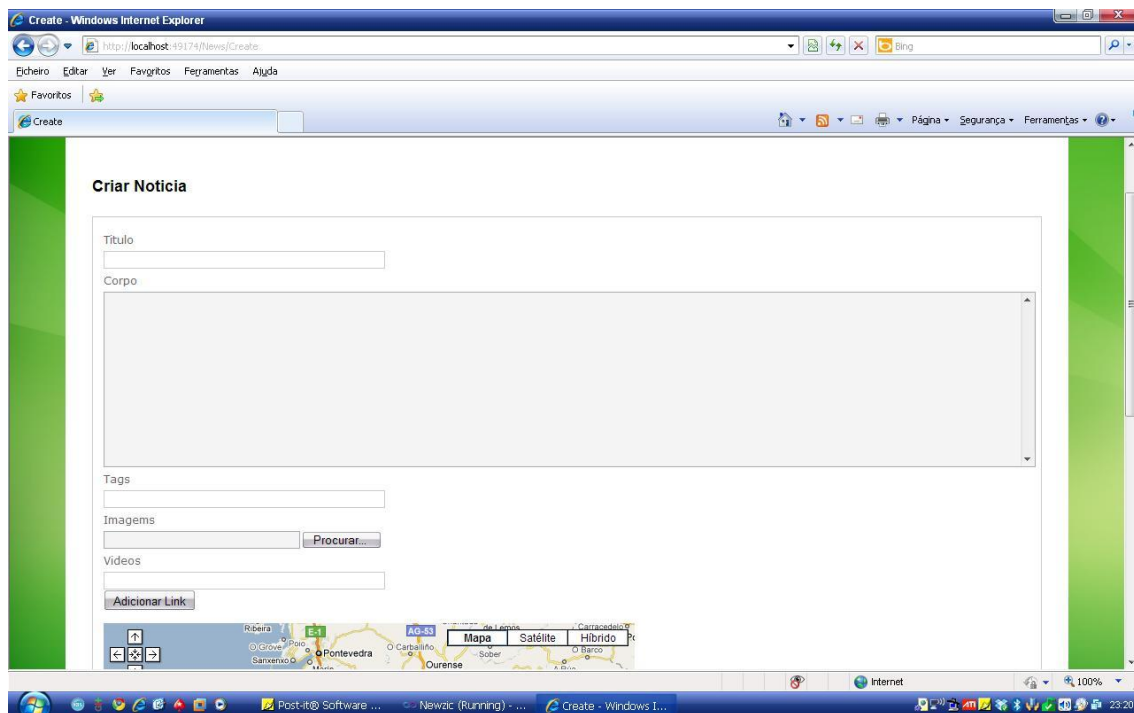 Create - Windows Internet Explorer
http://localhost:49174/News/Create
Bing
Ficheiro Editar Ver Favoritos Ferramentas Ajuda
Favoritos
Create
Página Segurança Ferramentas
Criar Noticia
Titulo
Corpo
Tags
Imagems
Procurar...
Videos
Adicionar Link
Ribeira
E-1
AG-53
Mapa Satélite Híbrido
O Grove Poio
Pontevedra
O Carballiño
Sober
O Barco
Sanxenxo
Ourense
Internet
100%
Post-it® Software ...
Newzic (Running) - ...
Create - Windows I...
23:20